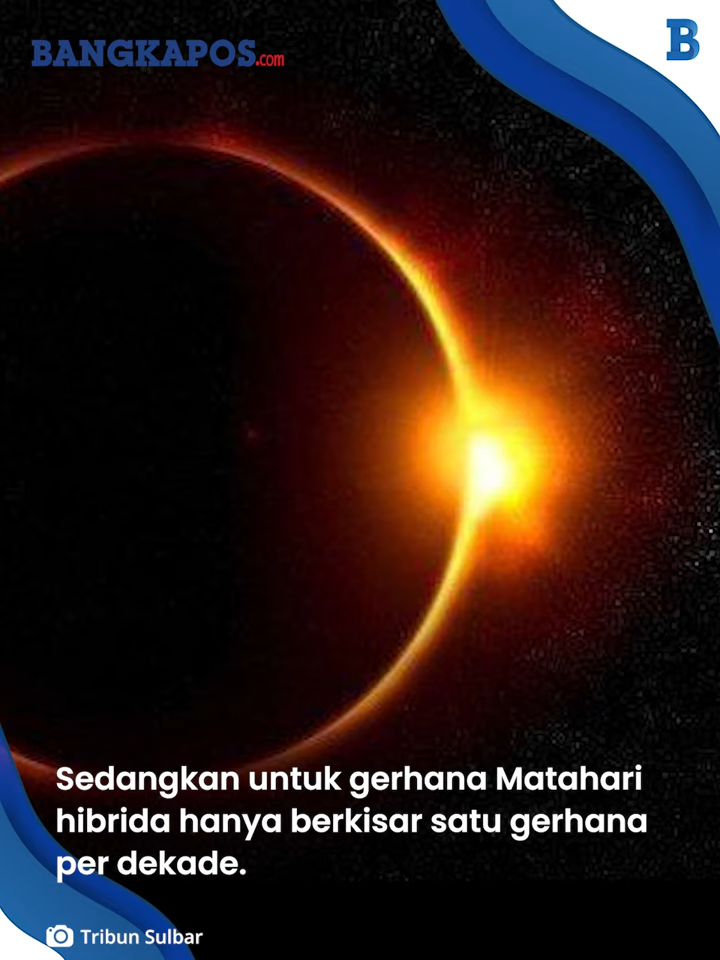 BANGKAPOS.com
B
Sedangkan untuk gerhana Matahari
hibrida hanya berkisar satu gerhana
per dekade.
Tribun Sulbar